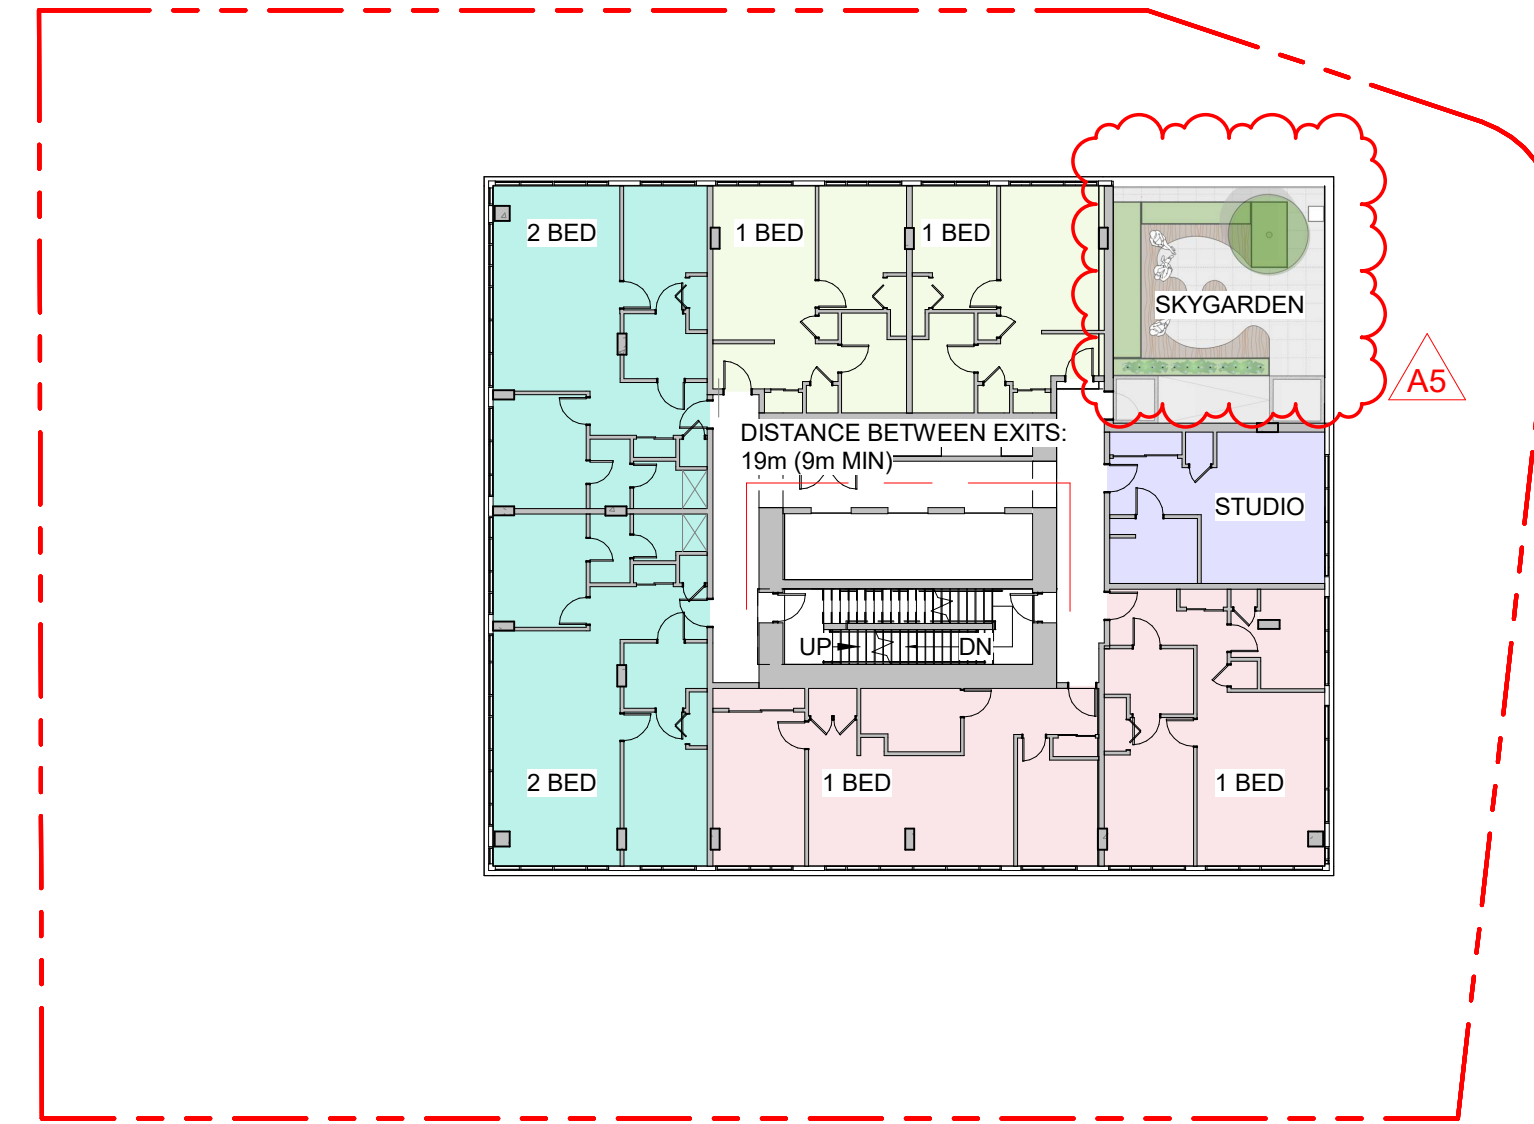 2 BED
1 BED
1 BED
SKYGARDEN
A5
DISTANCE BETWEEN EXITS:
19m (9m MIN)
STUDIO
UP
DN
2 BED
1 BED
1 BED